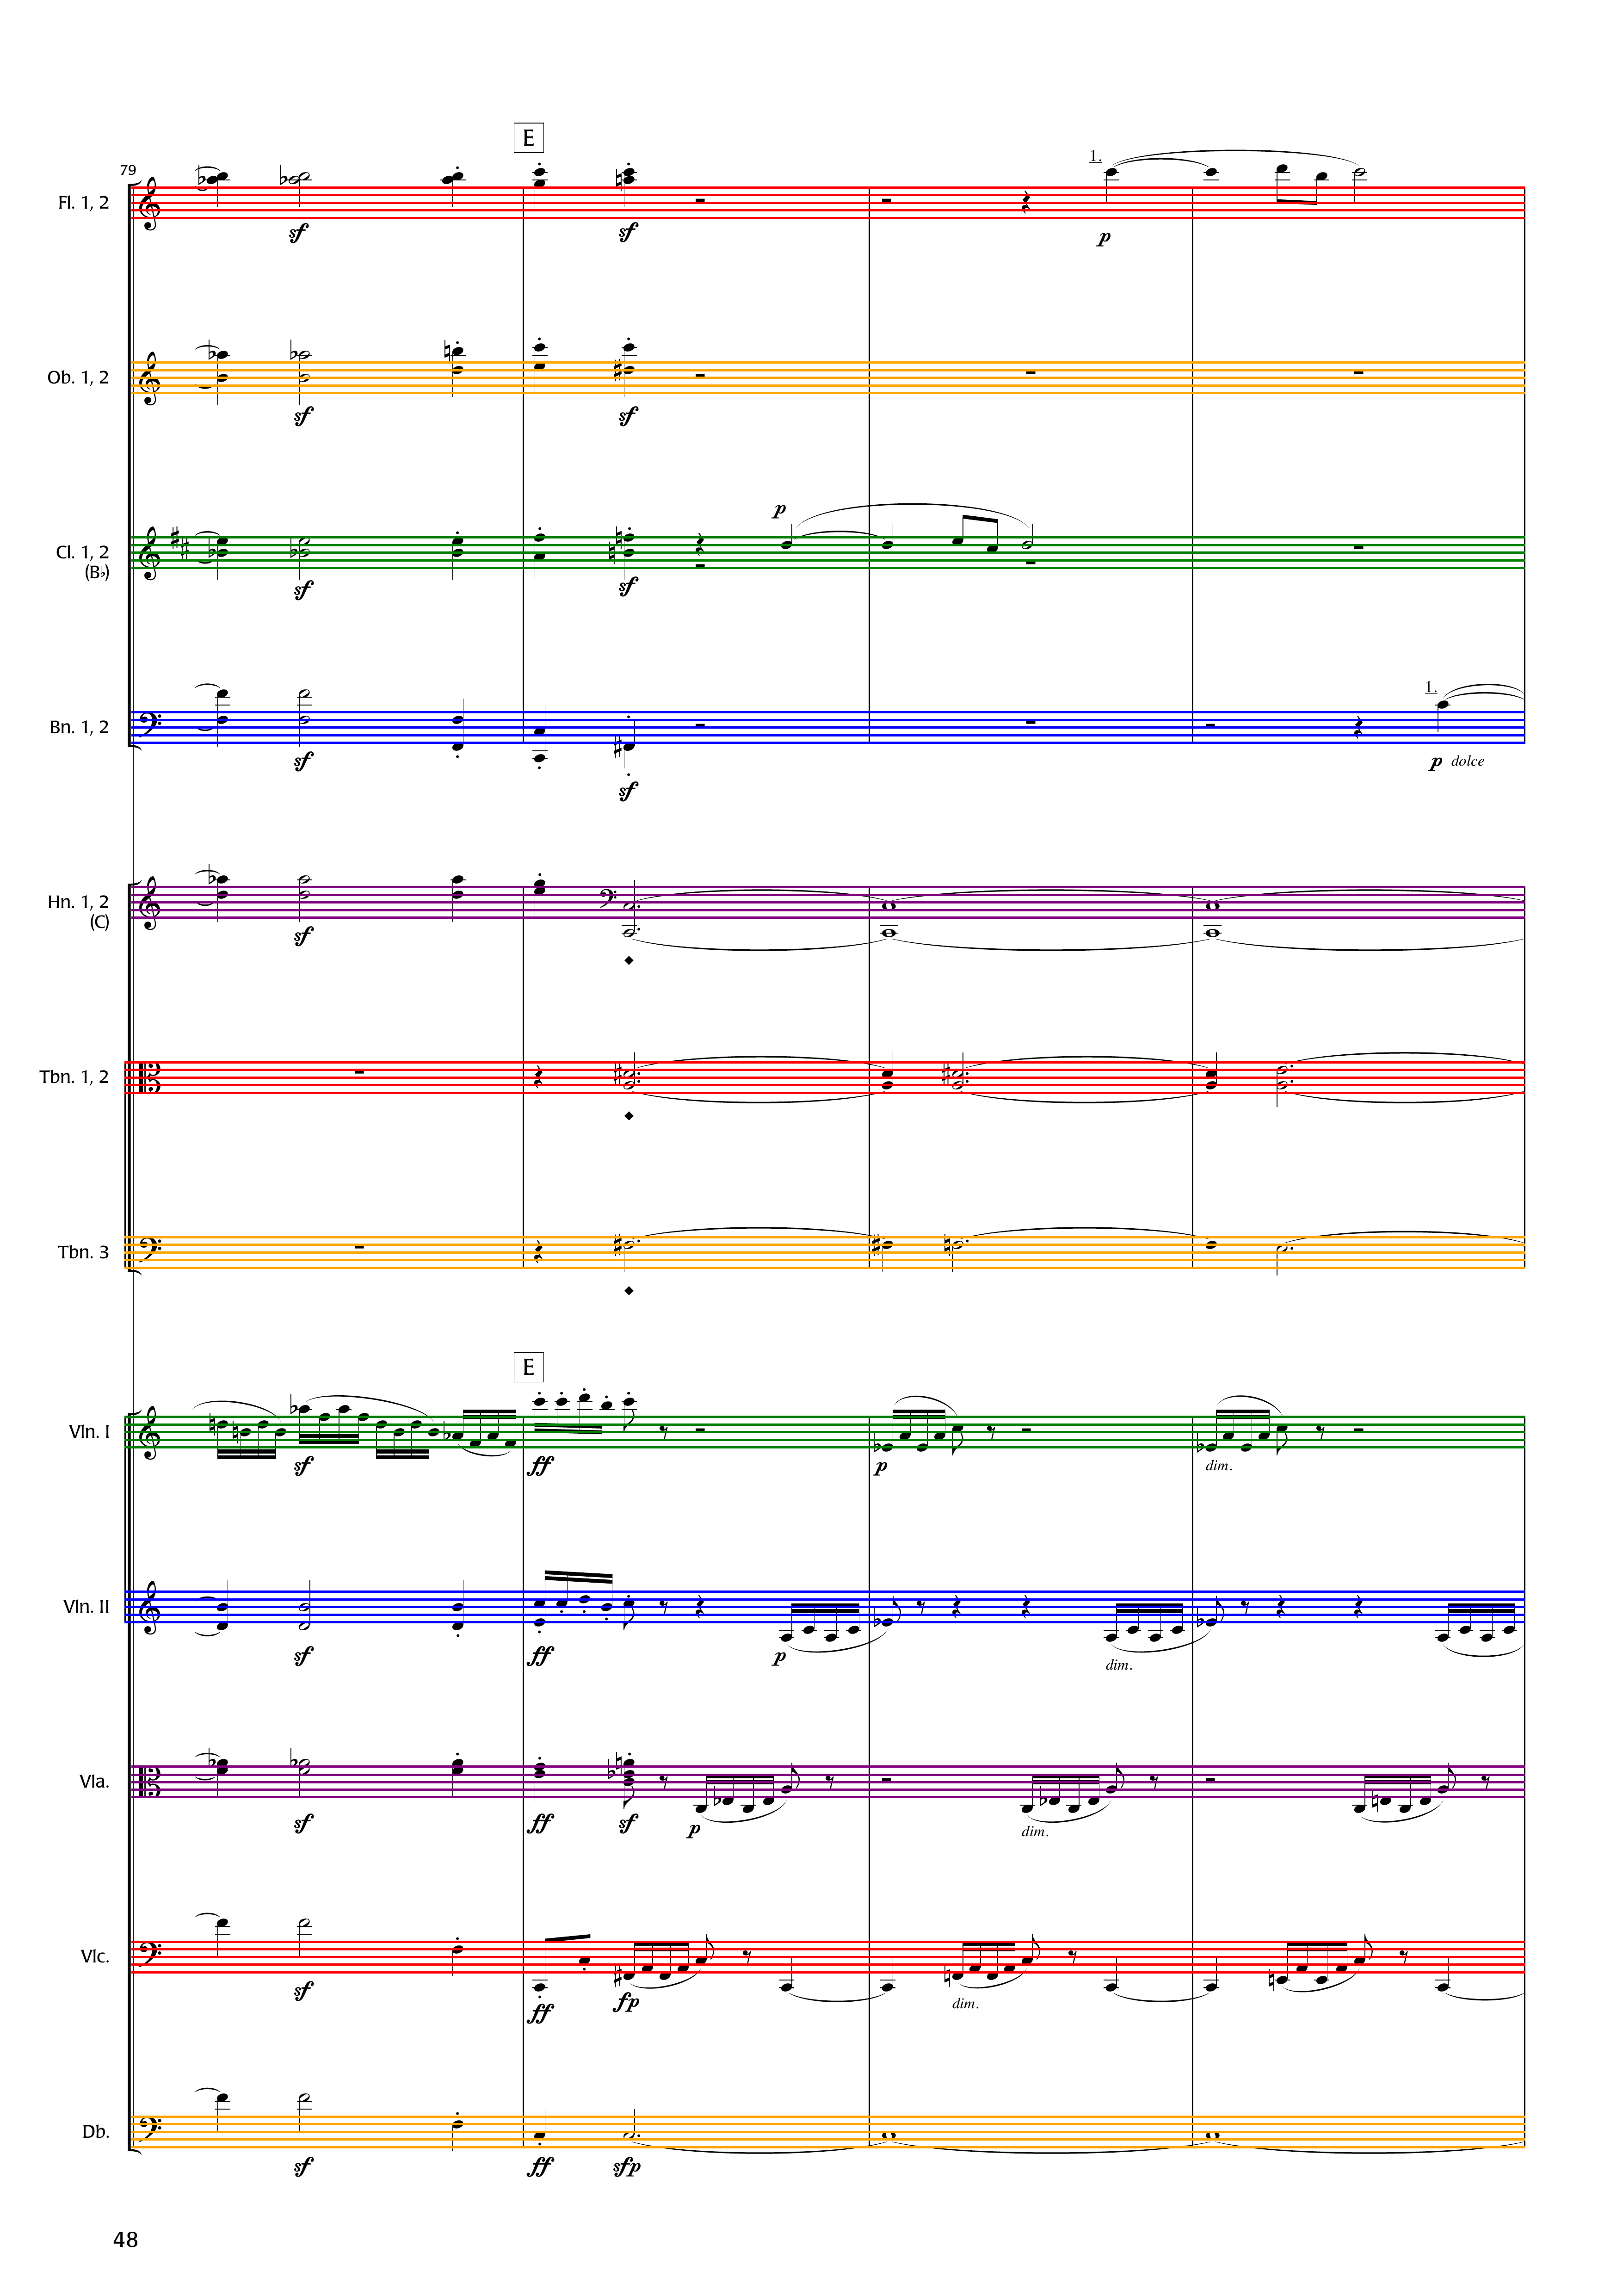 E
79
1.
Fl. 1, 2
sf
sf
p
Ob. 1, 2
sf
sf
p
Cl. 1, 2
(B♭)
sf
sf
1.
Bn. 1, 2
sf
p dolce
sf
Hn. 1, 2
(C)
sf
Tbn. 1, 2
Tbn. 3
E
Vln. I
sf
ff
p
dim.
Vln. II
sf
ff
p
dim.
Vla.
sf
ff
sf
p
dim.
Vlc.
sf
ff
fp
dim.
Db.
sf
ff
sfp
48